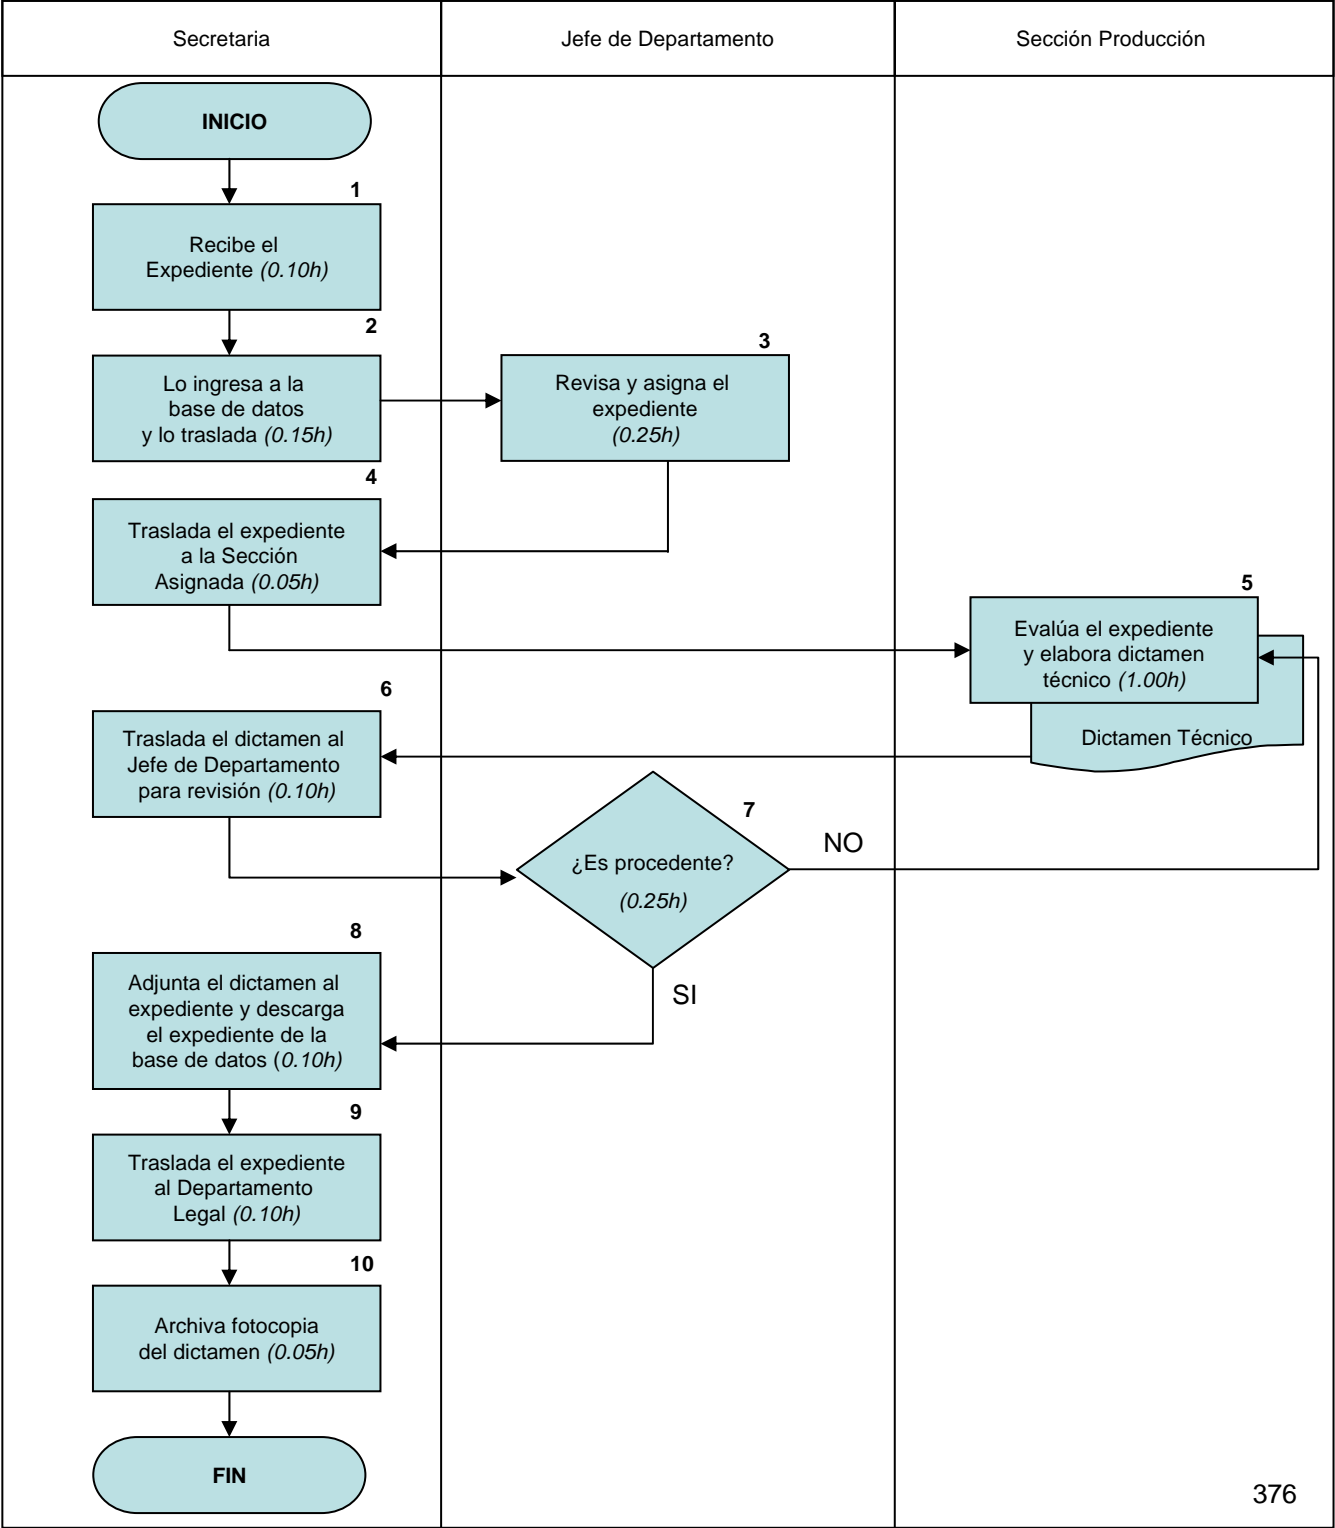 Secretaria
Jefe de Departamento
Sección Producción
INICIO
1
Recibe el
Expediente (0.10h)
2
Lo ingresa a la
base de datos
y lo traslada (0.15h)
3
Revisa y asigna el
expediente
(0.25h)
4
Traslada el expediente
a la Sección
Asignada (0.05h)
5
Evalúa el expediente
y elabora dictamen
técnico (1.00h)
Dictamen Técnico
6
Traslada el dictamen al
Jefe de Departamento
para revisión (0.10h)
7
¿Es procedente?
(0.25h)
NO
SI
8
Adjunta el dictamen al
expediente y descarga
el expediente de la
base de datos (0.10h)
9
Traslada el expediente
al Departamento
Legal (0.10h)
10
Archiva fotocopia
del dictamen (0.05h)
FIN
376